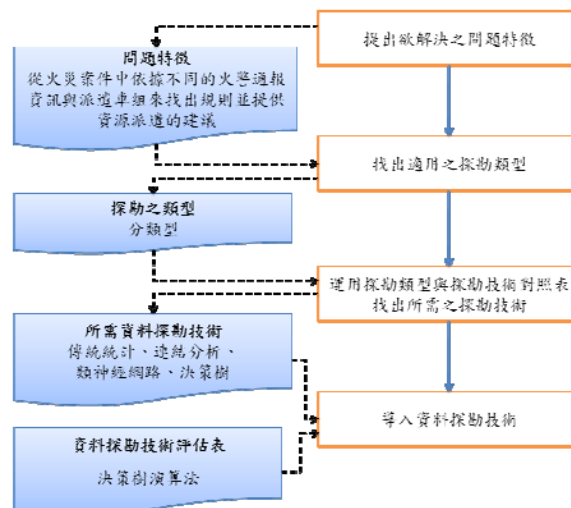 提出欲解決之問題特徵
問題特徵
從火災案件中依據不同的火警通報
資訊與派遣車組來找出規則並提供
資源派遣的建議
找出適用之探勘類型
探勘之類型
分類型
運用探勘類型與探勘技術對照表
找出所需之探勘技術
所需資料探勘技術
傳統統計、連結分析、
類神經網路、決策樹
導入資料探勘技術
資料探勘技術評估表
決策樹演算法